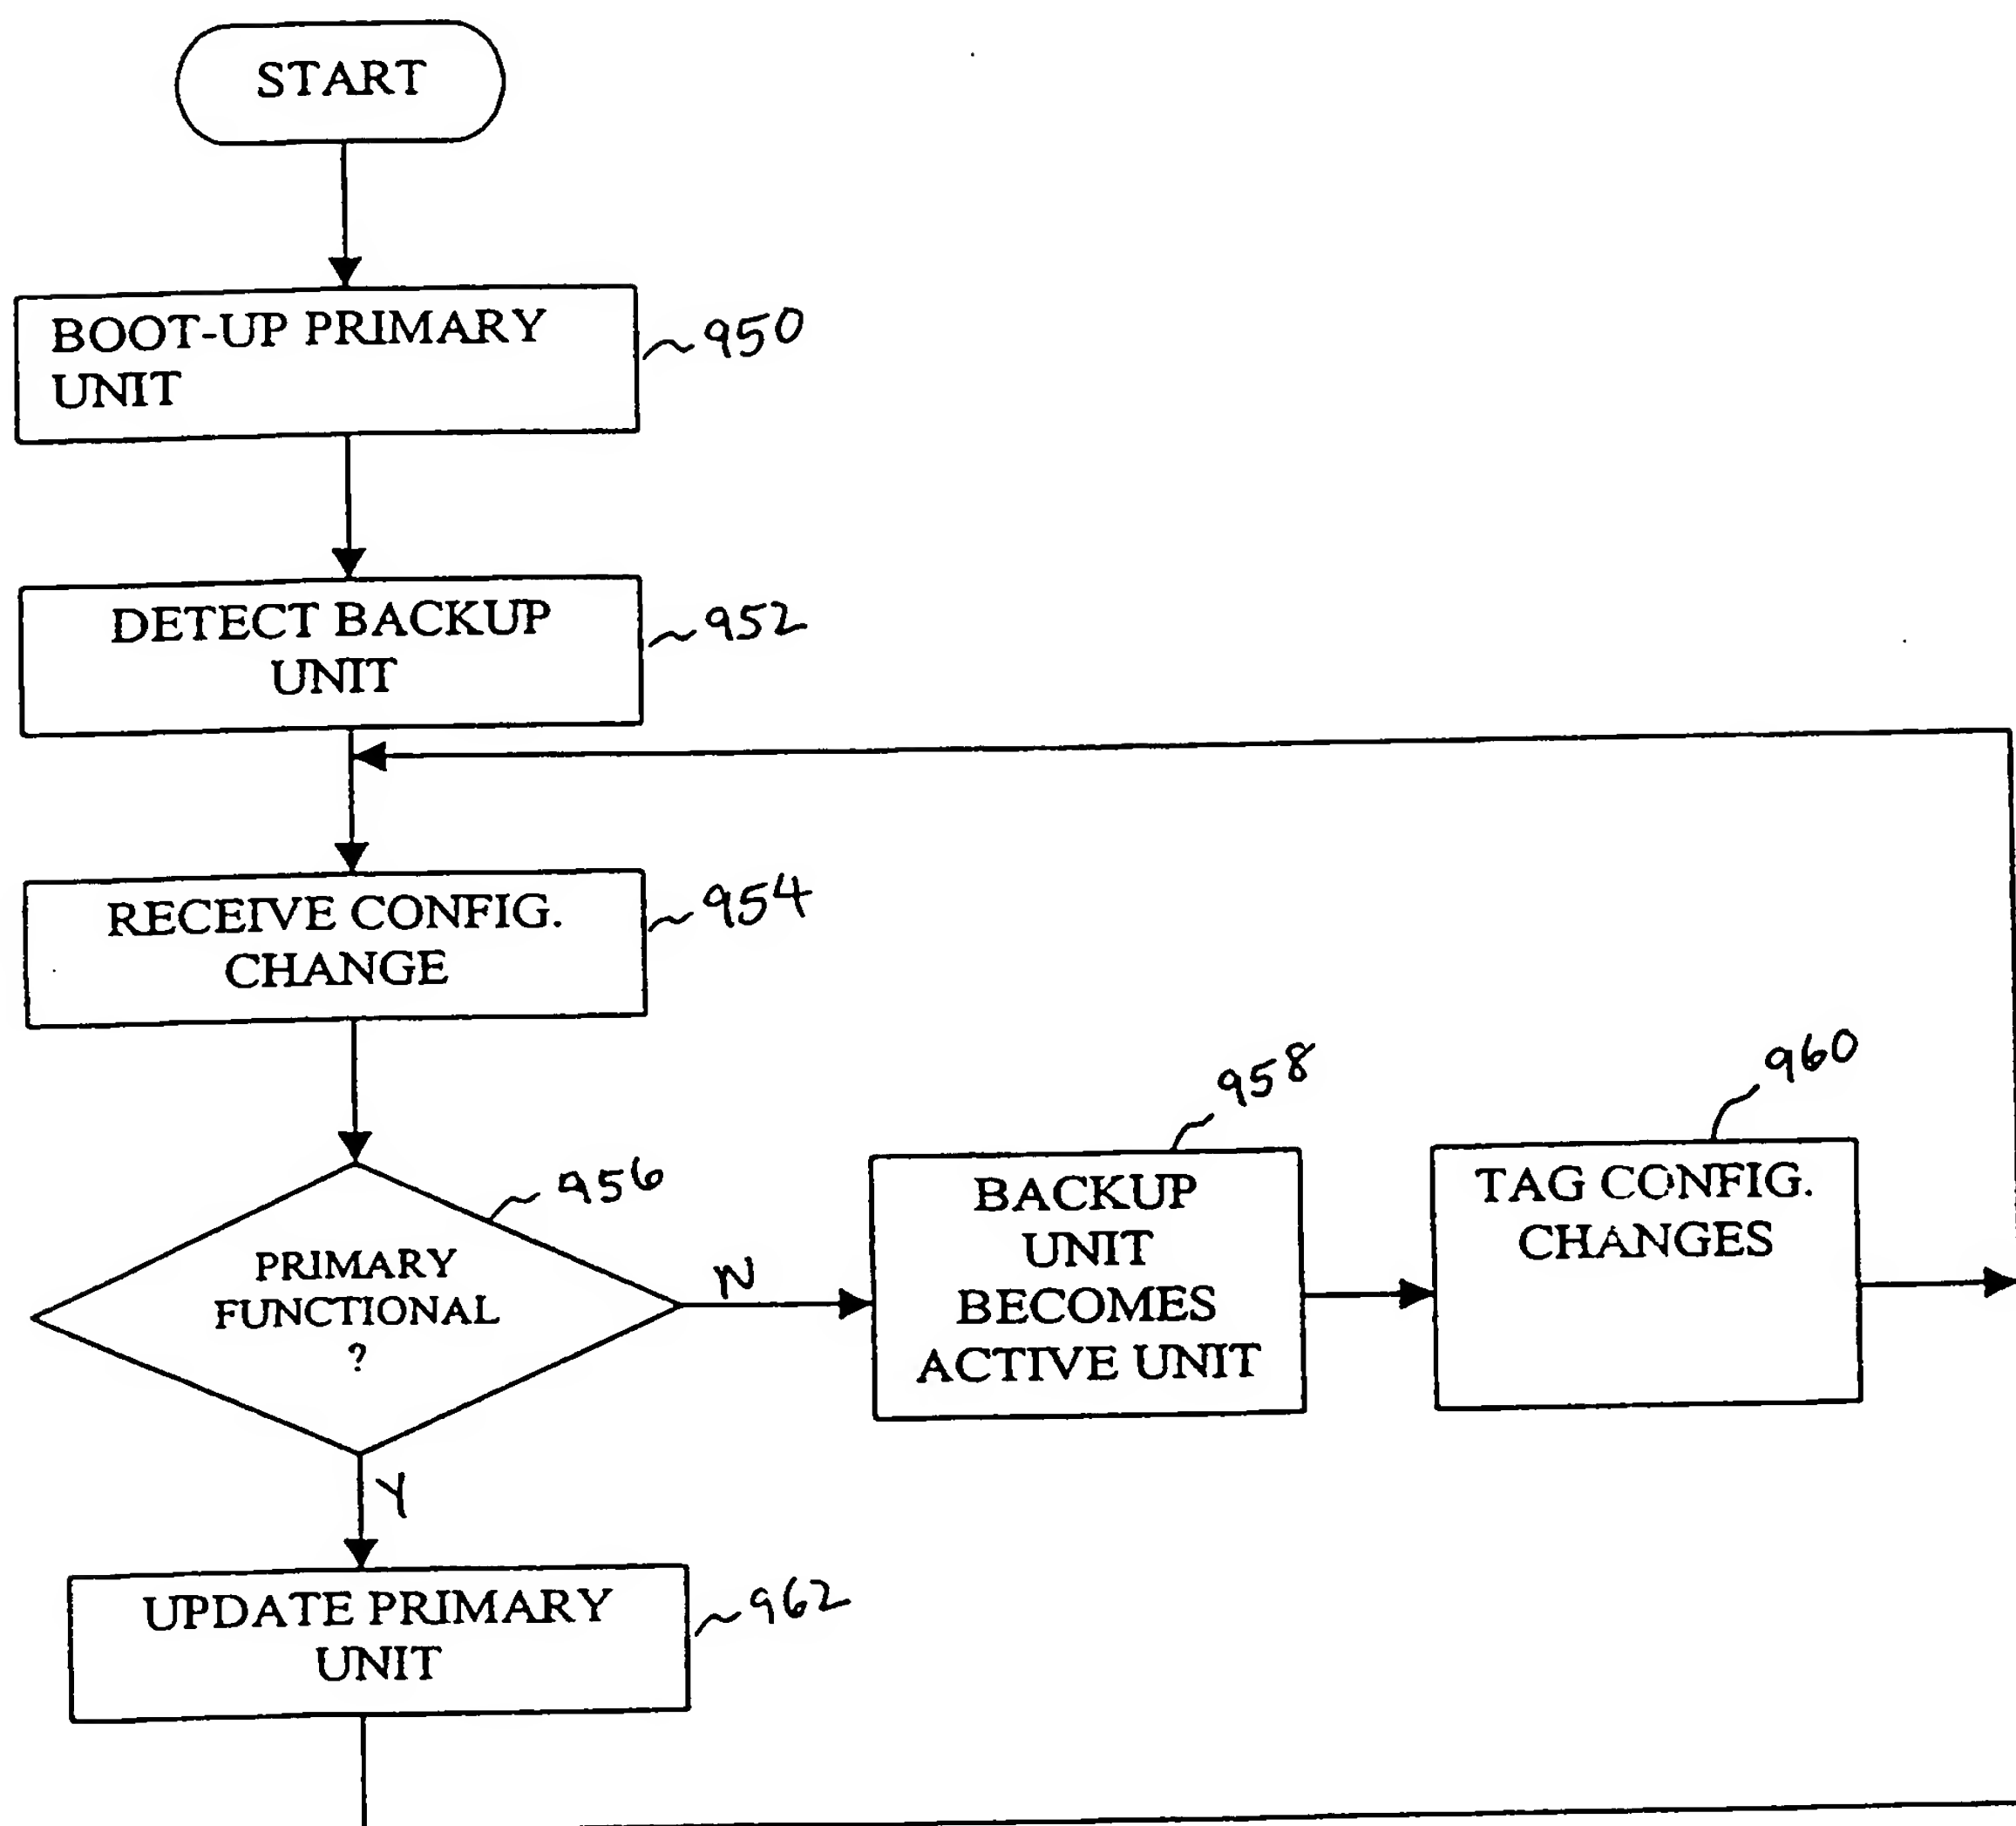 START
BOOT-UP PRIMARY
UNIT
950
DETECT BACKUP
UNIT
952
RECEIVE CONFIG.
CHANGE
954
PRIMARY
FUNCTIONAL
?
956
N
Y
BACKUP
UNIT
BECOMES
ACTIVE UNIT
958
TAG CONFIG.
CHANGES
960
UPDATE PRIMARY
UNIT
962